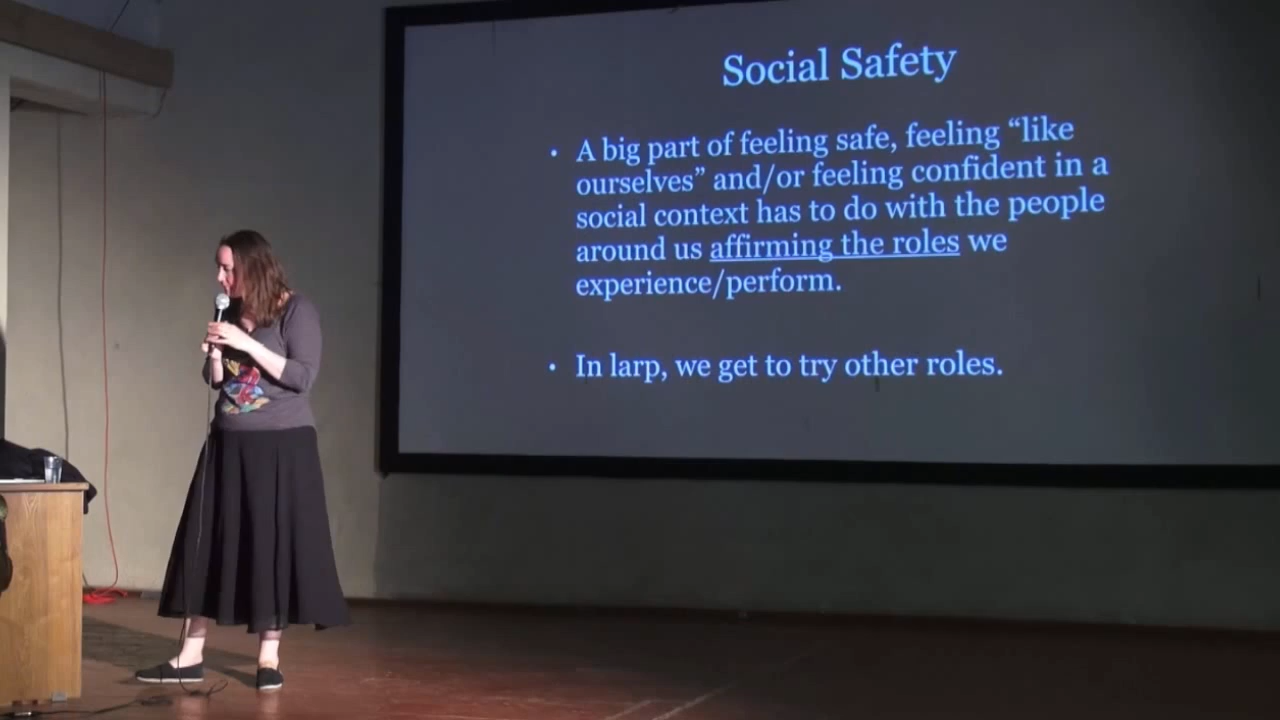 Social Safety
• A big part of feeling safe, feeling “like
ourselves” and/or feeling confident in a
social context has to do with the people
around us affirming the roles we
experience/perform.
• In larp, we get to try other roles.